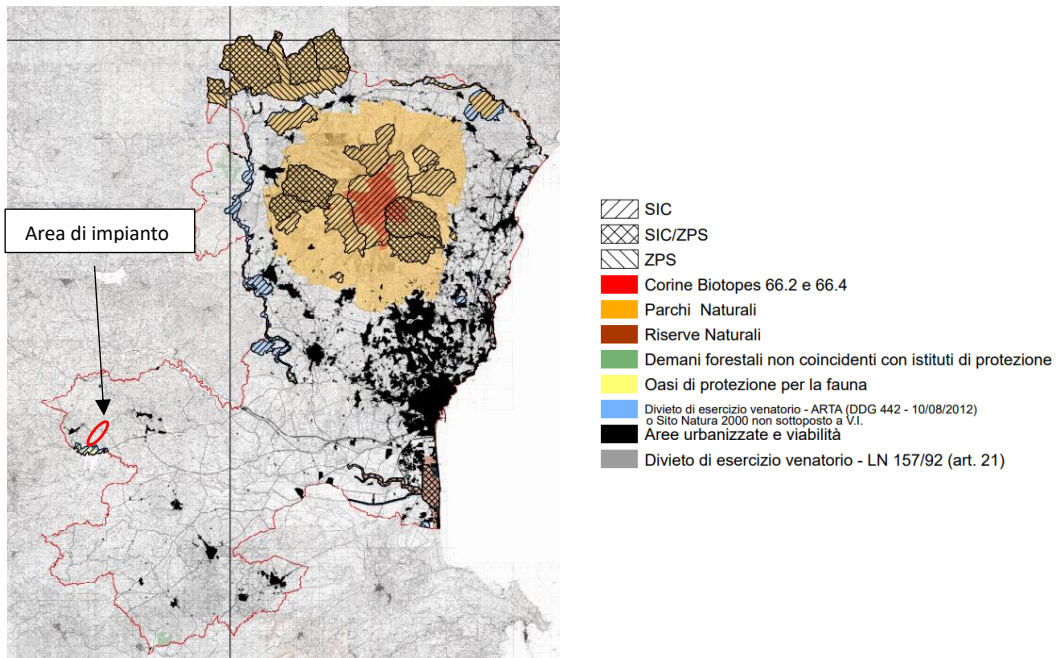 Area di impianto
SIC
SIC/ZPS
ZPS
Corine Biotopes 66.2 e 66.4
Parchi Naturali
Riserve Naturali
Demani forestali non coincidenti con istituti di protezione
Oasi di protezione per la fauna
Divieto di esercizio venatorio - ARTA (DDG 442 - 10/08/2012)
o Sito Natura 2000 non sottoposto a V.I.
Aree urbanizzate e viabilità
Divieto di esercizio venatorio - LN 157/92 (art. 21)